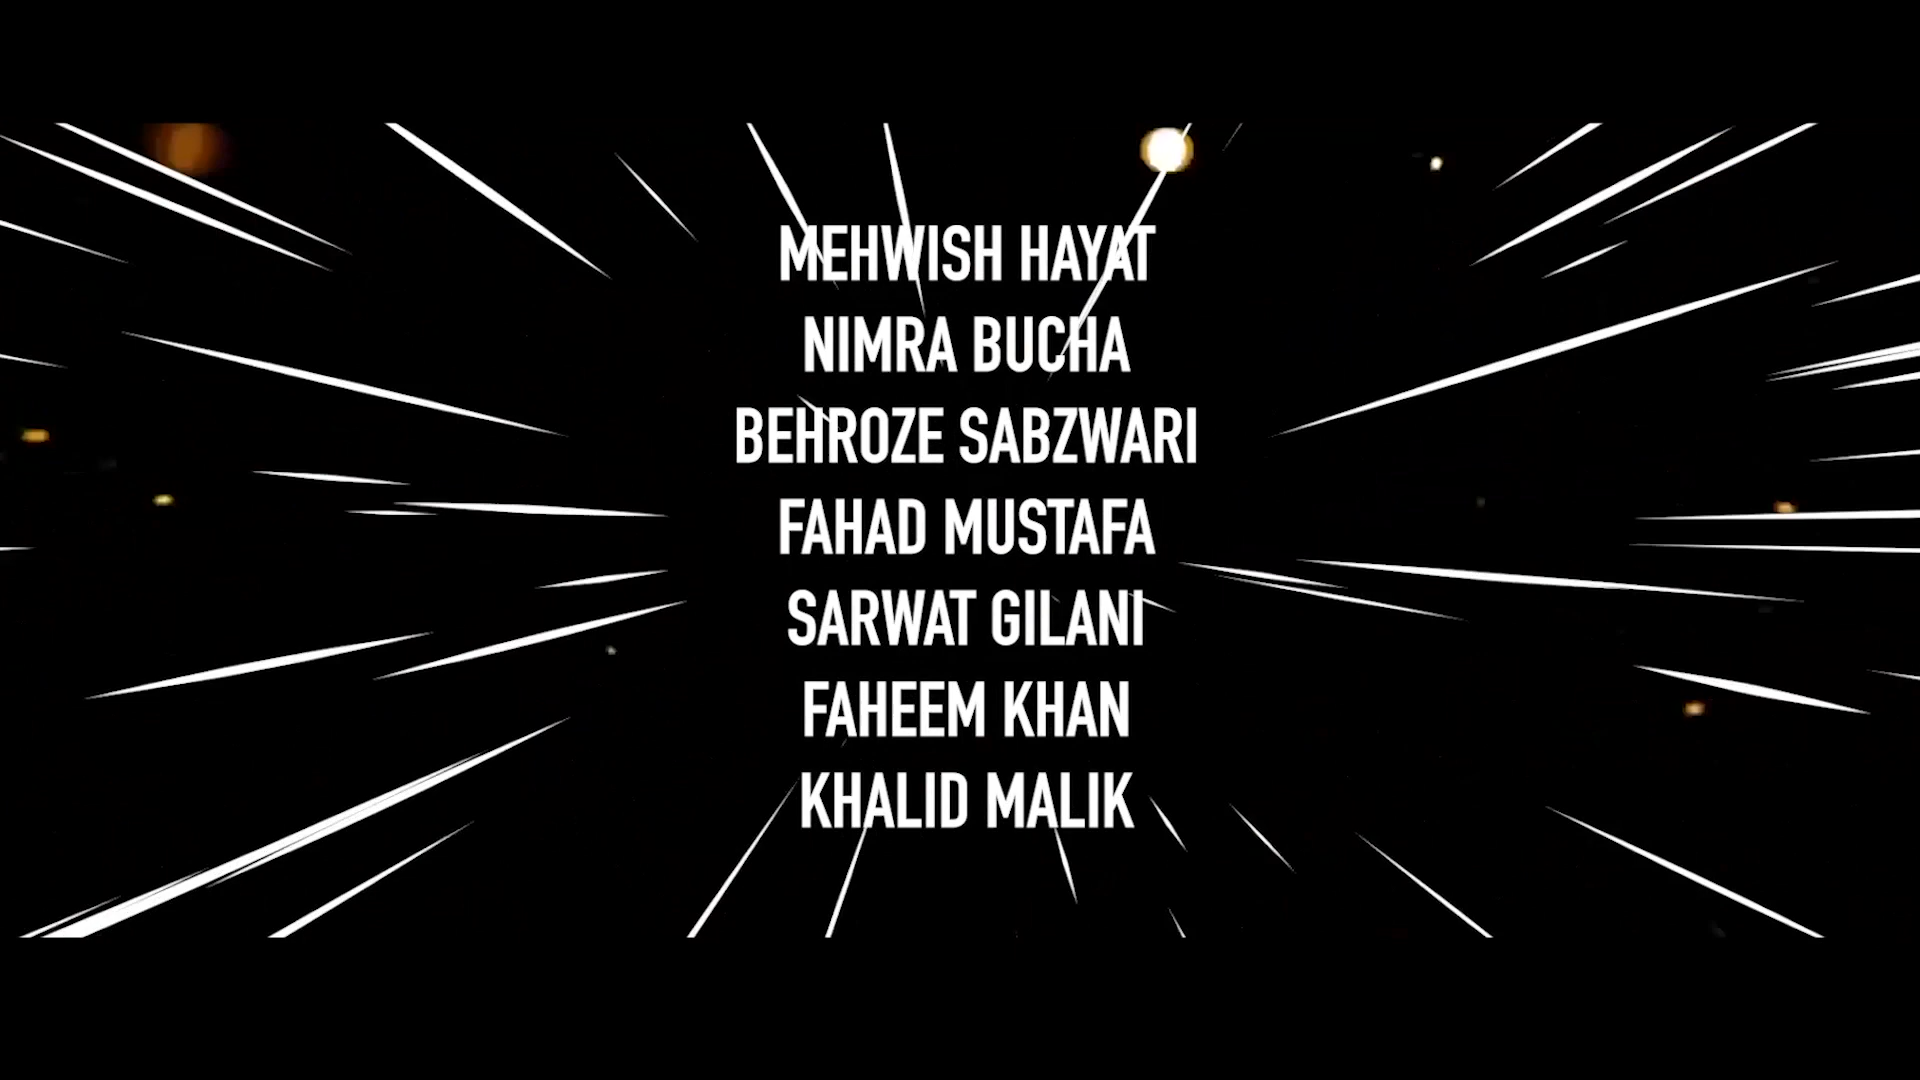 MEHWISH HAYAT
NIMRA BUCHA
BEHROZE SABZWARI
FAHAD MUSTAFA
SARWAT GILANI
FAHEEM KHAN
KHALID MALIK